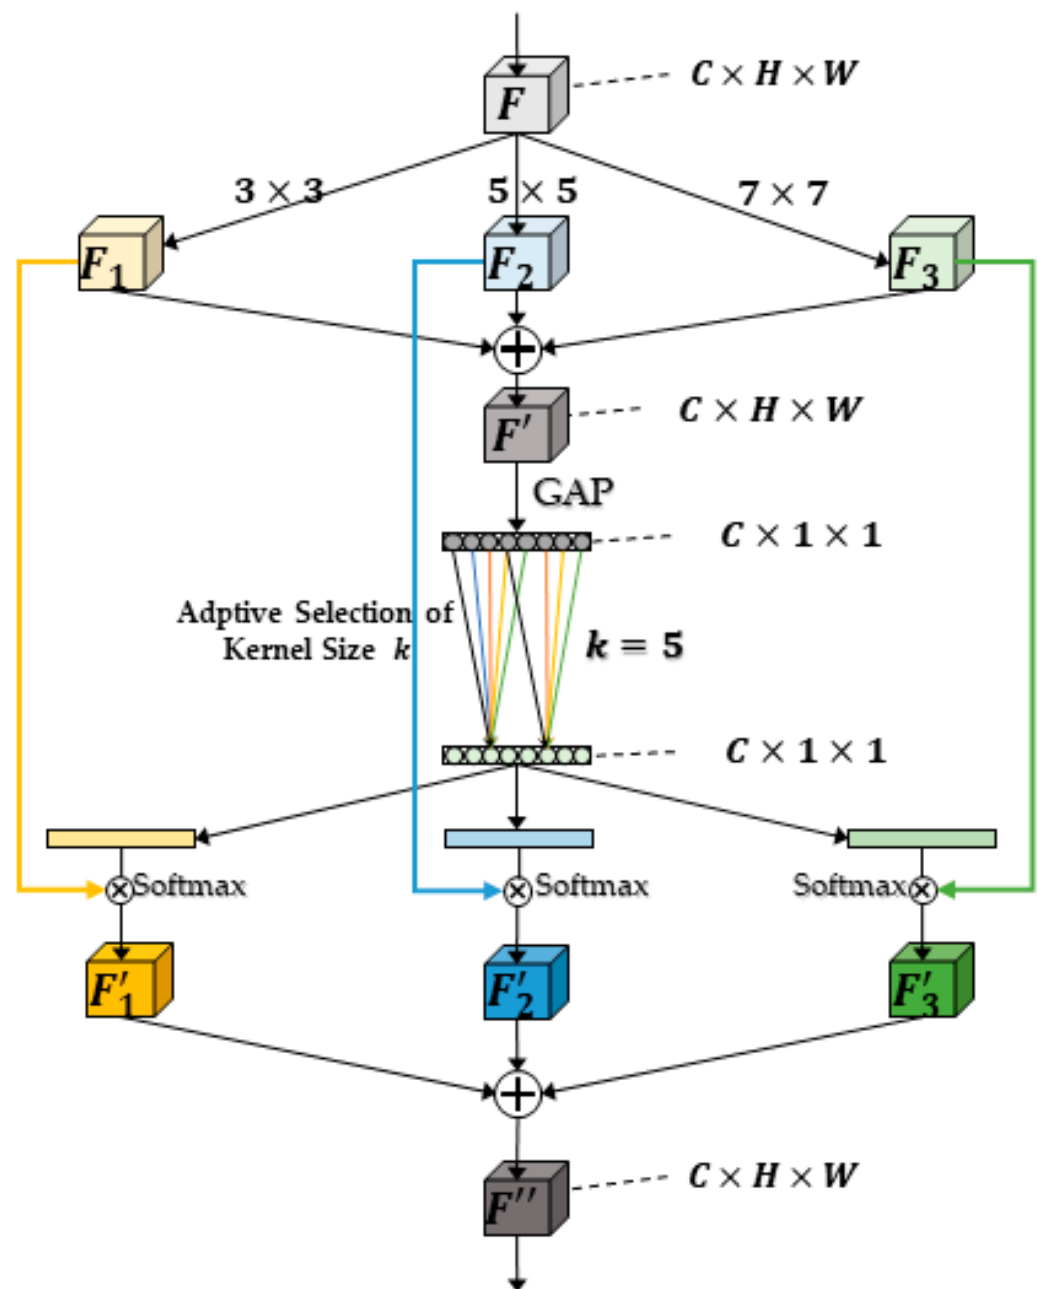 F
C × H × W
3 × 3
5 × 5
7 × 7
F₁
F₂
F₃
F′
C × H × W
GAP
C × 1 × 1
Adptive Selection of
Kernel Size k
k = 5
C × 1 × 1
Softmax
Softmax
Softmax
F′₁
F′₂
F′₃
F′′
C × H × W